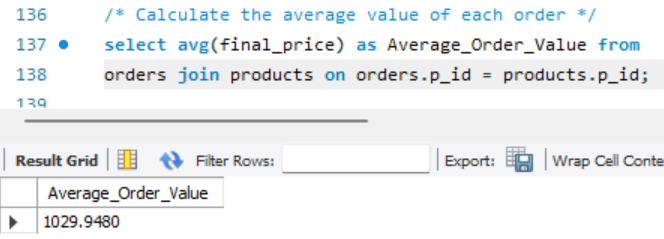 136 /* Calculate the average value of each order */
137 select avg(final_price) as Average_Order_Value from
138 orders join products on orders.p_id = products.p_id;
139
Result Grid Filter Rows: Export: Wrap Cell Conte
Average_Order_Value
1029.9480